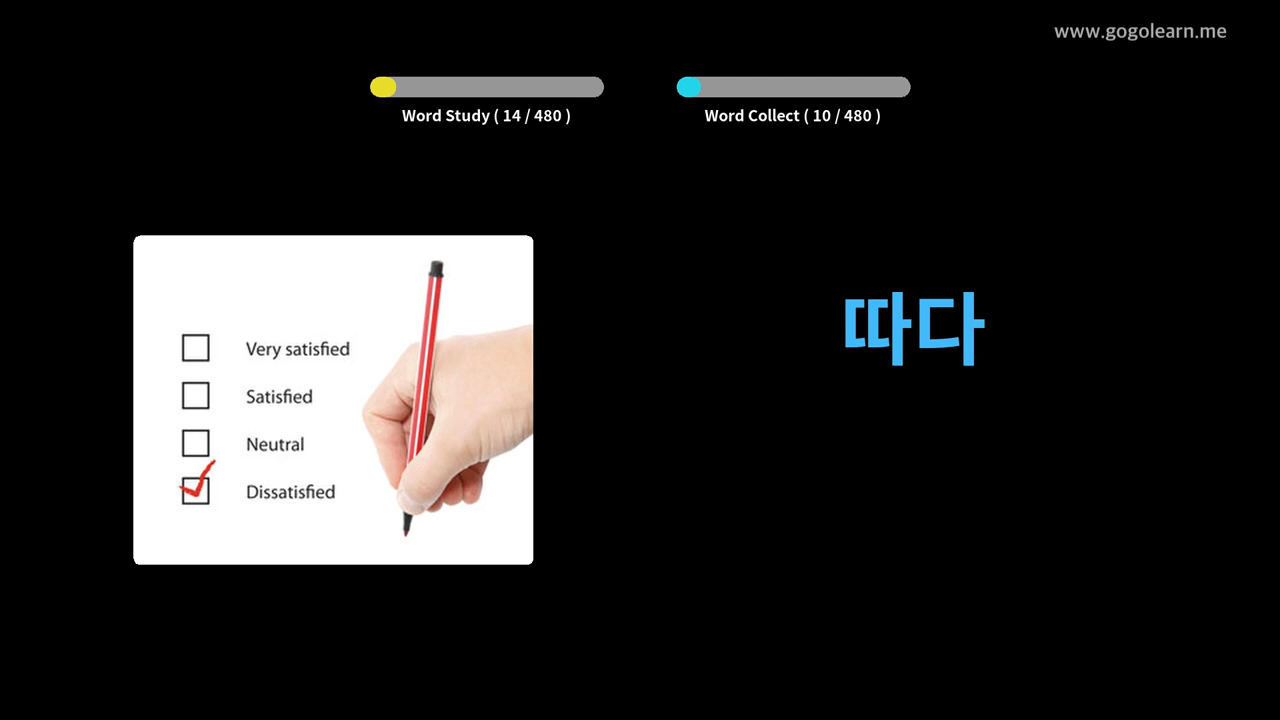 www.gogolearn.me
Word Study ( 14 / 480 )
Word Collect ( 10 / 480 )
Very satisfied
Satisfied
Neutral
Dissatisfied
따다